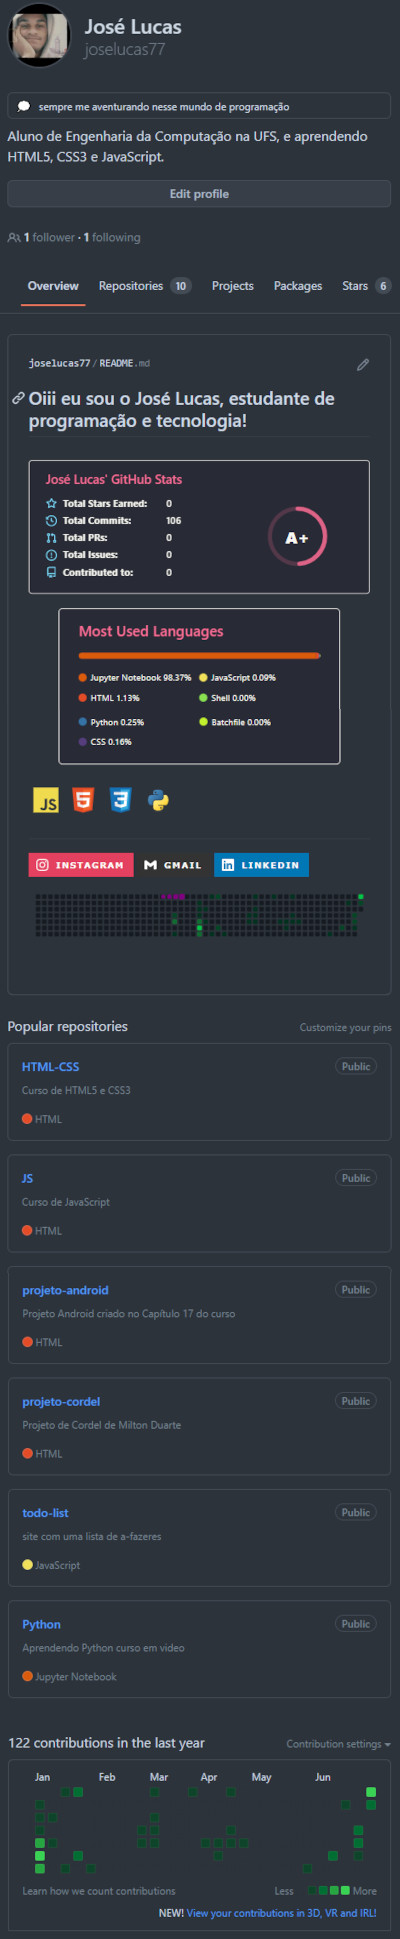 José Lucas
joselucas77
sempre me aventurando nesse mundo de programação
Aluno de Engenharia da Computação na UFS, e aprendendo
HTML5, CSS3 e JavaScript.
Edit profile
1 follower · 1 following
Overview Repositories 10 Projects Packages Stars 6
joselucas77/README.md
Oiii eu sou o José Lucas, estudante de
programação e tecnologia!
José Lucas' GitHub Stats
Total Stars Earned: 0
Total Commits: 106
Total PRs: 0
Total Issues: 0
Contributed to: 0
A+
Most Used Languages
Jupyter Notebook 98.37% JavaScript 0.09%
HTML 1.13% Shell 0.00%
Python 0.25% Batchfile 0.00%
CSS 0.16%
JS 5 3
INSTAGRAM GMAIL LINKEDIN
Popular repositories Customize your pins
HTML-CSS Public
Curso de HTML5 e CSS3
HTML
JS Public
Curso de JavaScript
HTML
projeto-android Public
Projeto Android criado no Capítulo 17 do curso
HTML
projeto-cordel Public
Projeto de Cordel de Milton Duarte
HTML
todo-list Public
site com uma lista de a-fazeres
JavaScript
Python Public
Aprendendo Python curso em video
Jupyter Notebook
122 contributions in the last year Contribution settings
Jan Feb Mar Apr May Jun
Learn how we count contributions Less More
NEW! View your contributions in 3D, VR and IRL!